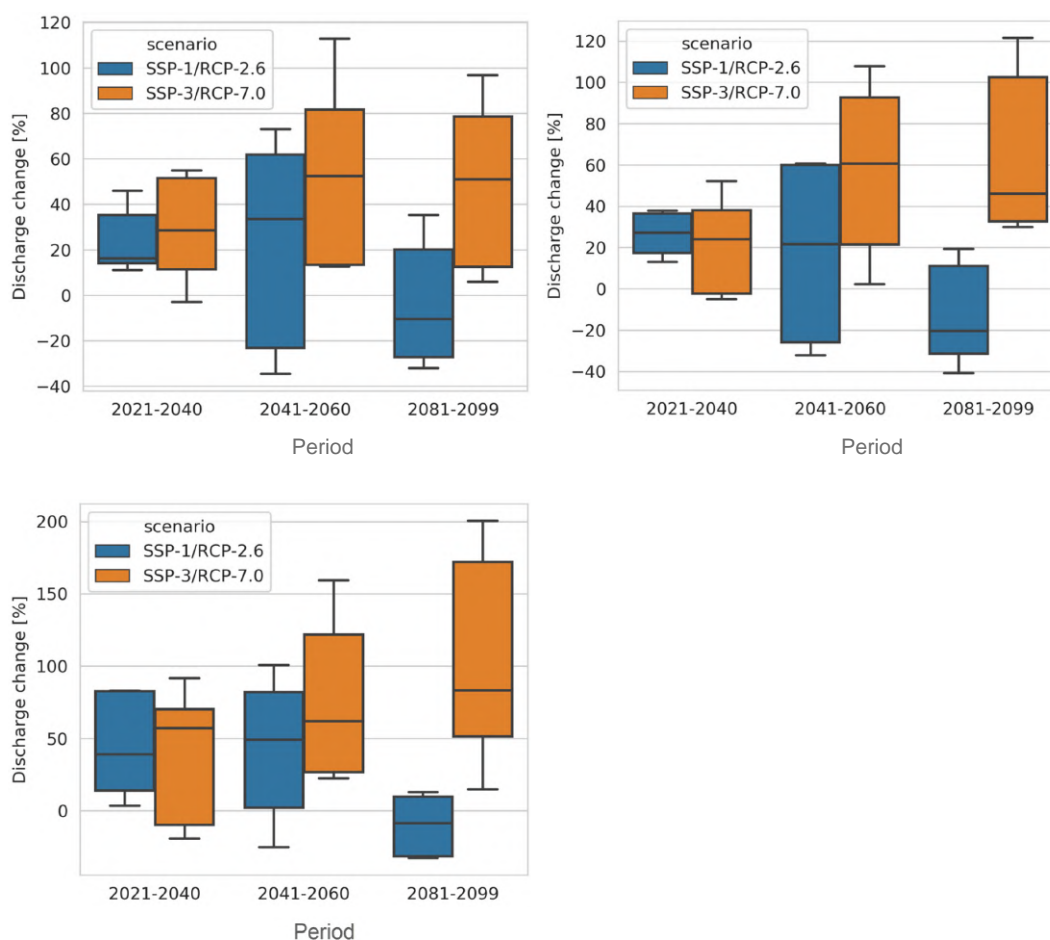 120
100
80
60
40
20
0
−20
−40
Discharge change [%]
scenario
SSP-1/RCP-2.6
SSP-3/RCP-7.0
2021-2040
2041-2060
2081-2099
Period
120
100
80
60
40
20
0
−20
−40
Discharge change [%]
scenario
SSP-1/RCP-2.6
SSP-3/RCP-7.0
2021-2040
2041-2060
2081-2099
Period
200
150
100
50
0
Discharge change [%]
scenario
SSP-1/RCP-2.6
SSP-3/RCP-7.0
2021-2040
2041-2060
2081-2099
Period